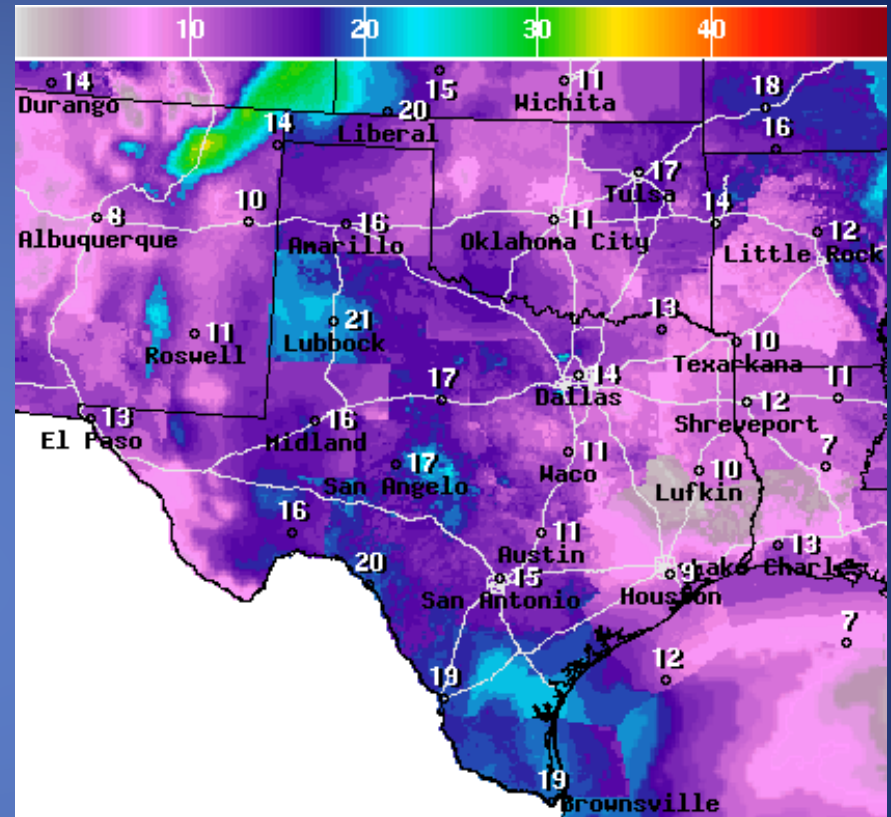 10 20 30 40
14
Durango
15
11
Wichita
20
Liberal
18
16
14
17
Tulsa
8
Albuquerque
10
16
Amarillo
11
Oklahoma City
14
12
Little Rock
11
Roswell
21
Lubbock
13
10
Texarkana
14
Dallas
17
12
Shreveport
11
13
El Paso
16
Midland
17
San Angelo
11
Waco
10
Lufkin
7
16
11
Austin
13
Lake Charles
20
15
San Antonio
9
Houston
7
12
19
19
Brownsville